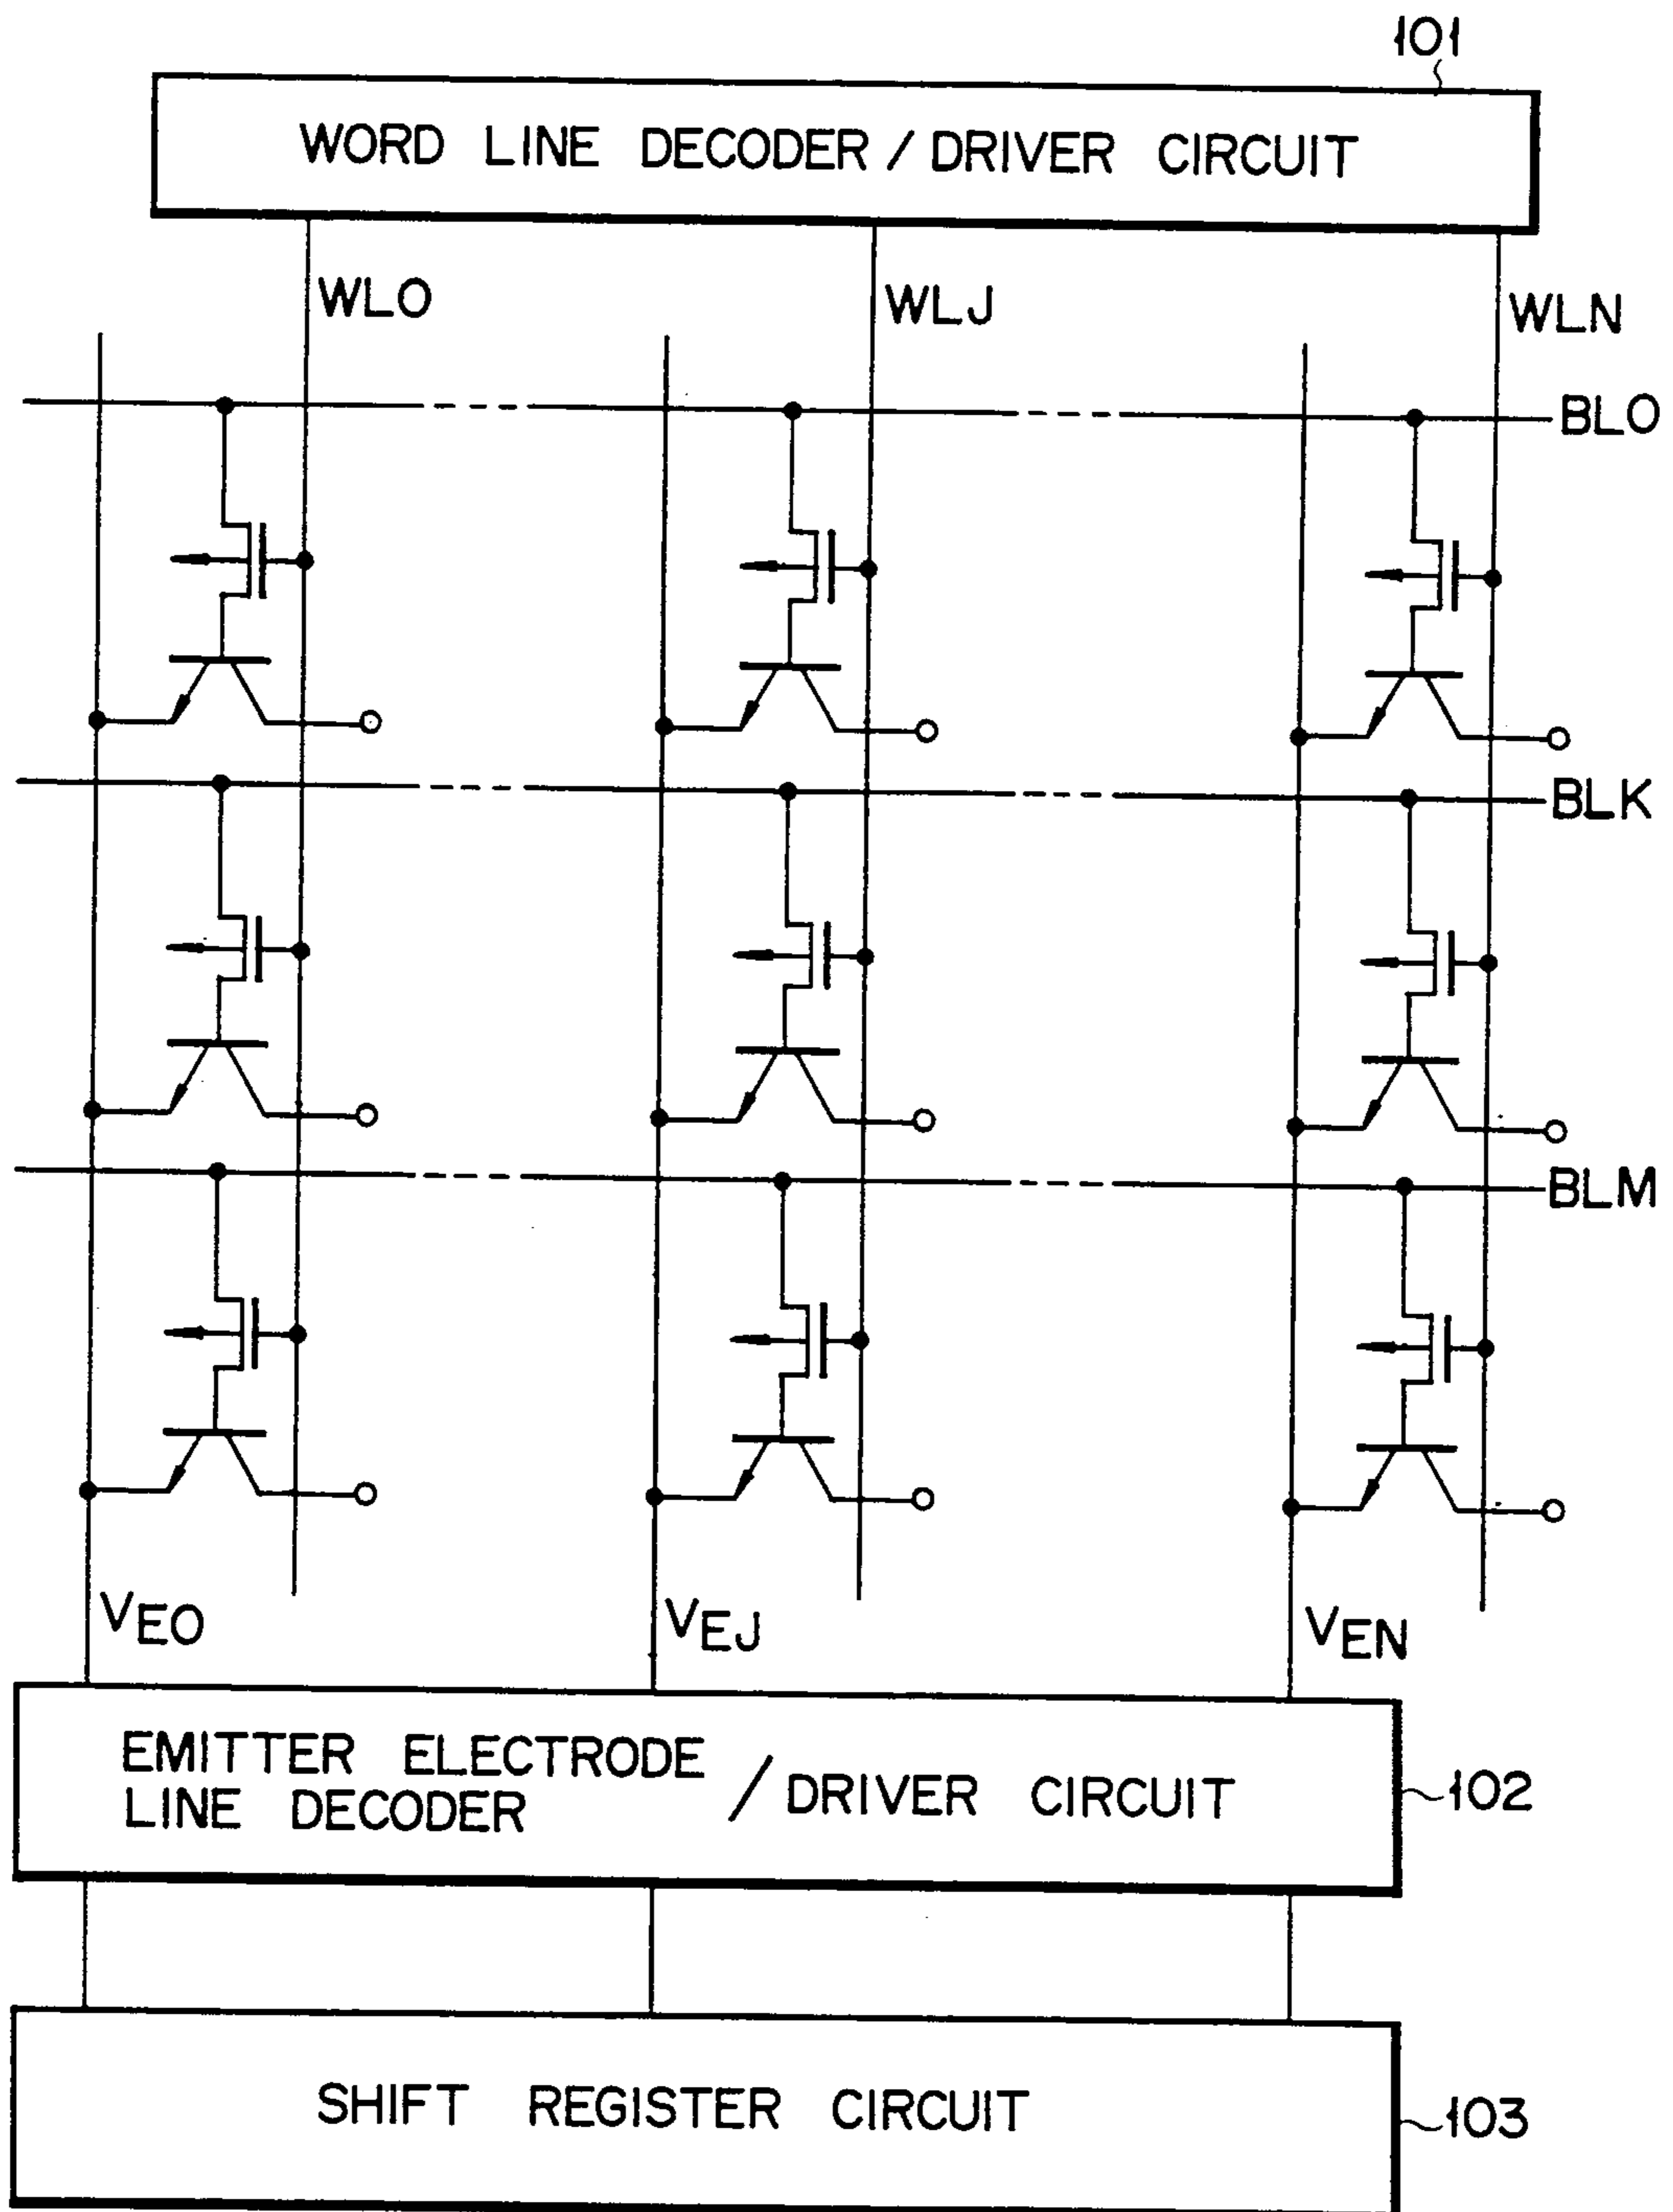 101
WORD LINE DECODER / DRIVER CIRCUIT
WLO
WLJ
WLN
BLO
BLK
BLM
VEO
VEJ
VEN
EMITTER ELECTRODE
LINE DECODER
/ DRIVER CIRCUIT
102
SHIFT REGISTER CIRCUIT
103